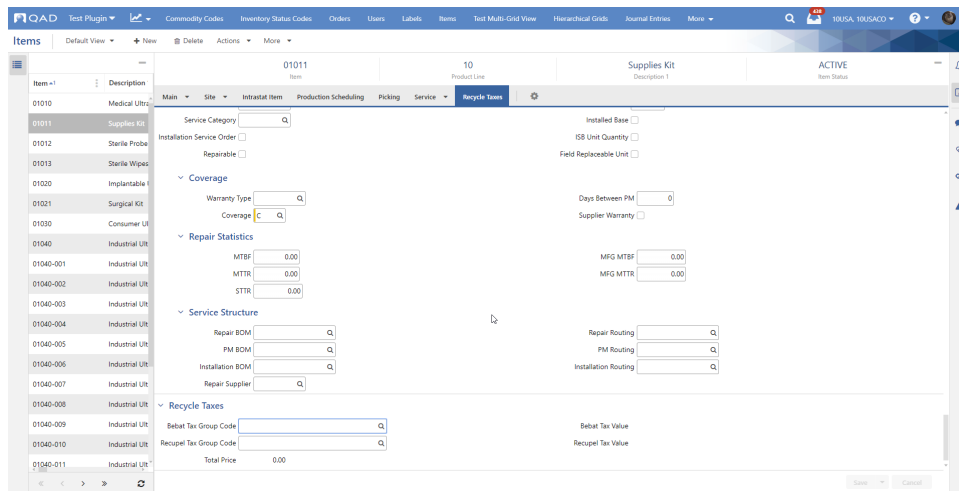 QAD Test Plugin Commodity Codes Inventory Status Codes Orders Users Labels Items Test Multi-Grid View Hierarchical Grids Journal Entries More 10USA, 10USACO
Items Default View + New Delete Actions More
01011 10 Supplies Kit ACTIVE
Item Product Line Description 1 Item Status
Item Description
Main Site Intrastat Item Production Scheduling Picking Service Recycle Taxes
01010 Medical Ultra
01011 Supplies Kit
01012 Sterile Probe
01013 Sterile Wipes
01020 Implantable
01021 Surgical Kit
01030 Consumer Ul
01040 Industrial Ult
01040-001 Industrial Ult
01040-002 Industrial Ult
01040-003 Industrial Ult
01040-004 Industrial Ult
01040-005 Industrial Ult
01040-006 Industrial Ult
01040-007 Industrial Ult
01040-008 Industrial Ult
01040-009 Industrial Ult
01040-010 Industrial Ult
01040-011 Industrial Ult
Service Category Installed Base
Installation Service Order ISB Unit Quantity
Repairable Field Replaceable Unit
Coverage
Warranty Type Days Between PM 0
Coverage C Supplier Warranty
Repair Statistics
MTBF 0.00 MFG MTBF 0.00
MTTR 0.00 MFG MTTR 0.00
STTR 0.00
Service Structure
Repair BOM Repair Routing
PM BOM PM Routing
Installation BOM Installation Routing
Repair Supplier
Recycle Taxes
Bebat Tax Group Code Bebat Tax Value
Recupel Tax Group Code Recupel Tax Value
Total Price 0.00
Save Cancel